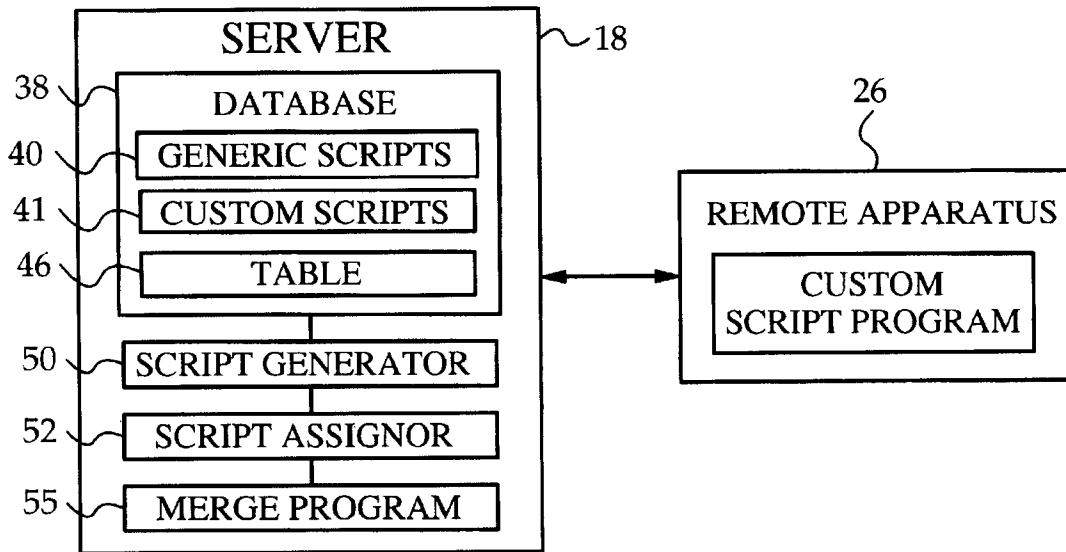 SERVER
18
38
DATABASE
40
GENERIC SCRIPTS
41
CUSTOM SCRIPTS
46
TABLE
50
SCRIPT GENERATOR
52
SCRIPT ASSIGNOR
55
MERGE PROGRAM
26
REMOTE APPARATUS
CUSTOM
SCRIPT PROGRAM